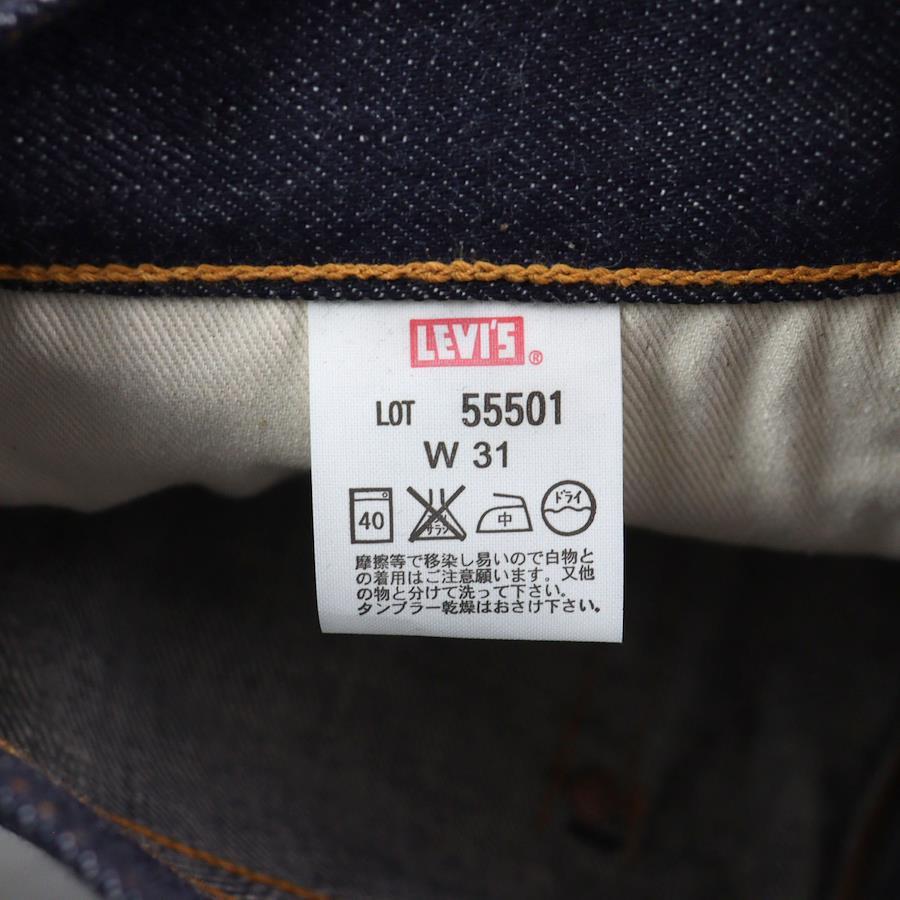 LEVI'S®
LOT 55501
W 31
40 サラシ 中 ドライ
摩擦等で移染し易いので白物と
の着用はご注意願います。又他
の物と分けて洗って下さい。
タンブラー乾燥はおさけ下さい。